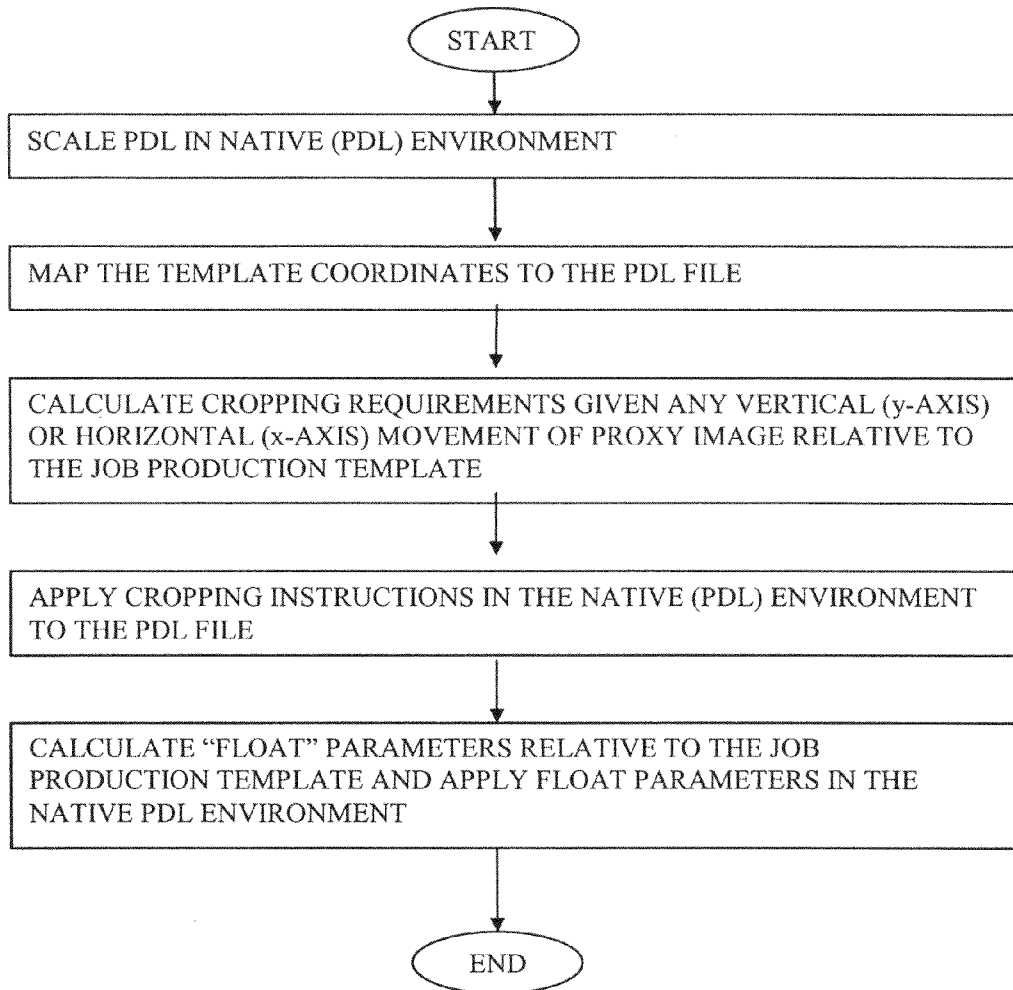 START
SCALE PDL IN NATIVE (PDL) ENVIRONMENT
MAP THE TEMPLATE COORDINATES TO THE PDL FILE
CALCULATE CROPPING REQUIREMENTS GIVEN ANY VERTICAL (y-AXIS)
OR HORIZONTAL (x-AXIS) MOVEMENT OF PROXY IMAGE RELATIVE TO
THE JOB PRODUCTION TEMPLATE
APPLY CROPPING INSTRUCTIONS IN THE NATIVE (PDL) ENVIRONMENT
TO THE PDL FILE
CALCULATE “FLOAT” PARAMETERS RELATIVE TO THE JOB
PRODUCTION TEMPLATE AND APPLY FLOAT PARAMETERS IN THE
NATIVE PDL ENVIRONMENT
END